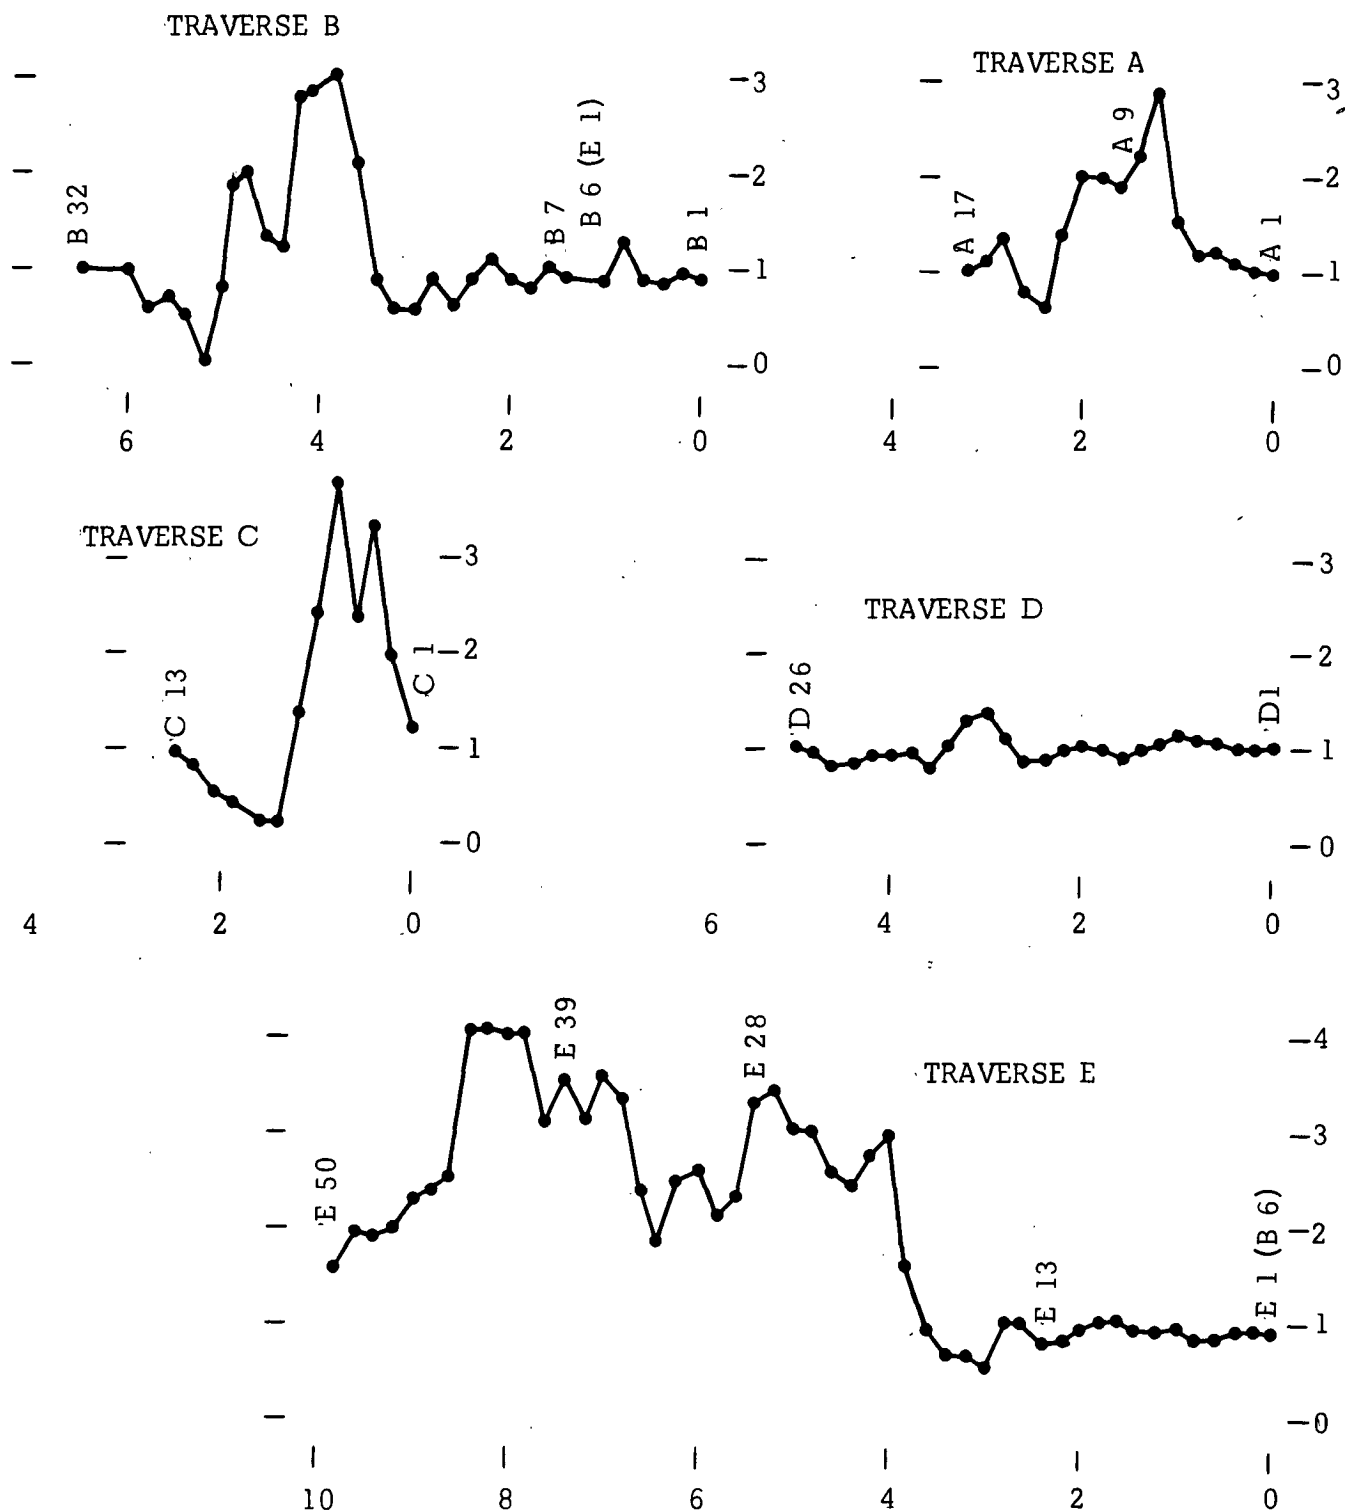 TRAVERSE B
-3
-2
-1
-0
B 32
B 7
B 6 (E 1)
B 1
6 4 2 0
TRAVERSE A
-3
-2
-1
-0
A 17
A 9
A 1
4 2 0
TRAVERSE C
-3
-2
-1
-0
C 13
C 1
4 2 0
TRAVERSE D
-3
-2
-1
-0
D 26
D1
6 4 2 0
TRAVERSE E
-4
-3
-2
-1
-0
E 50
E 39
E 28
E 13
E 1 (B 6)
10 8 6 4 2 0